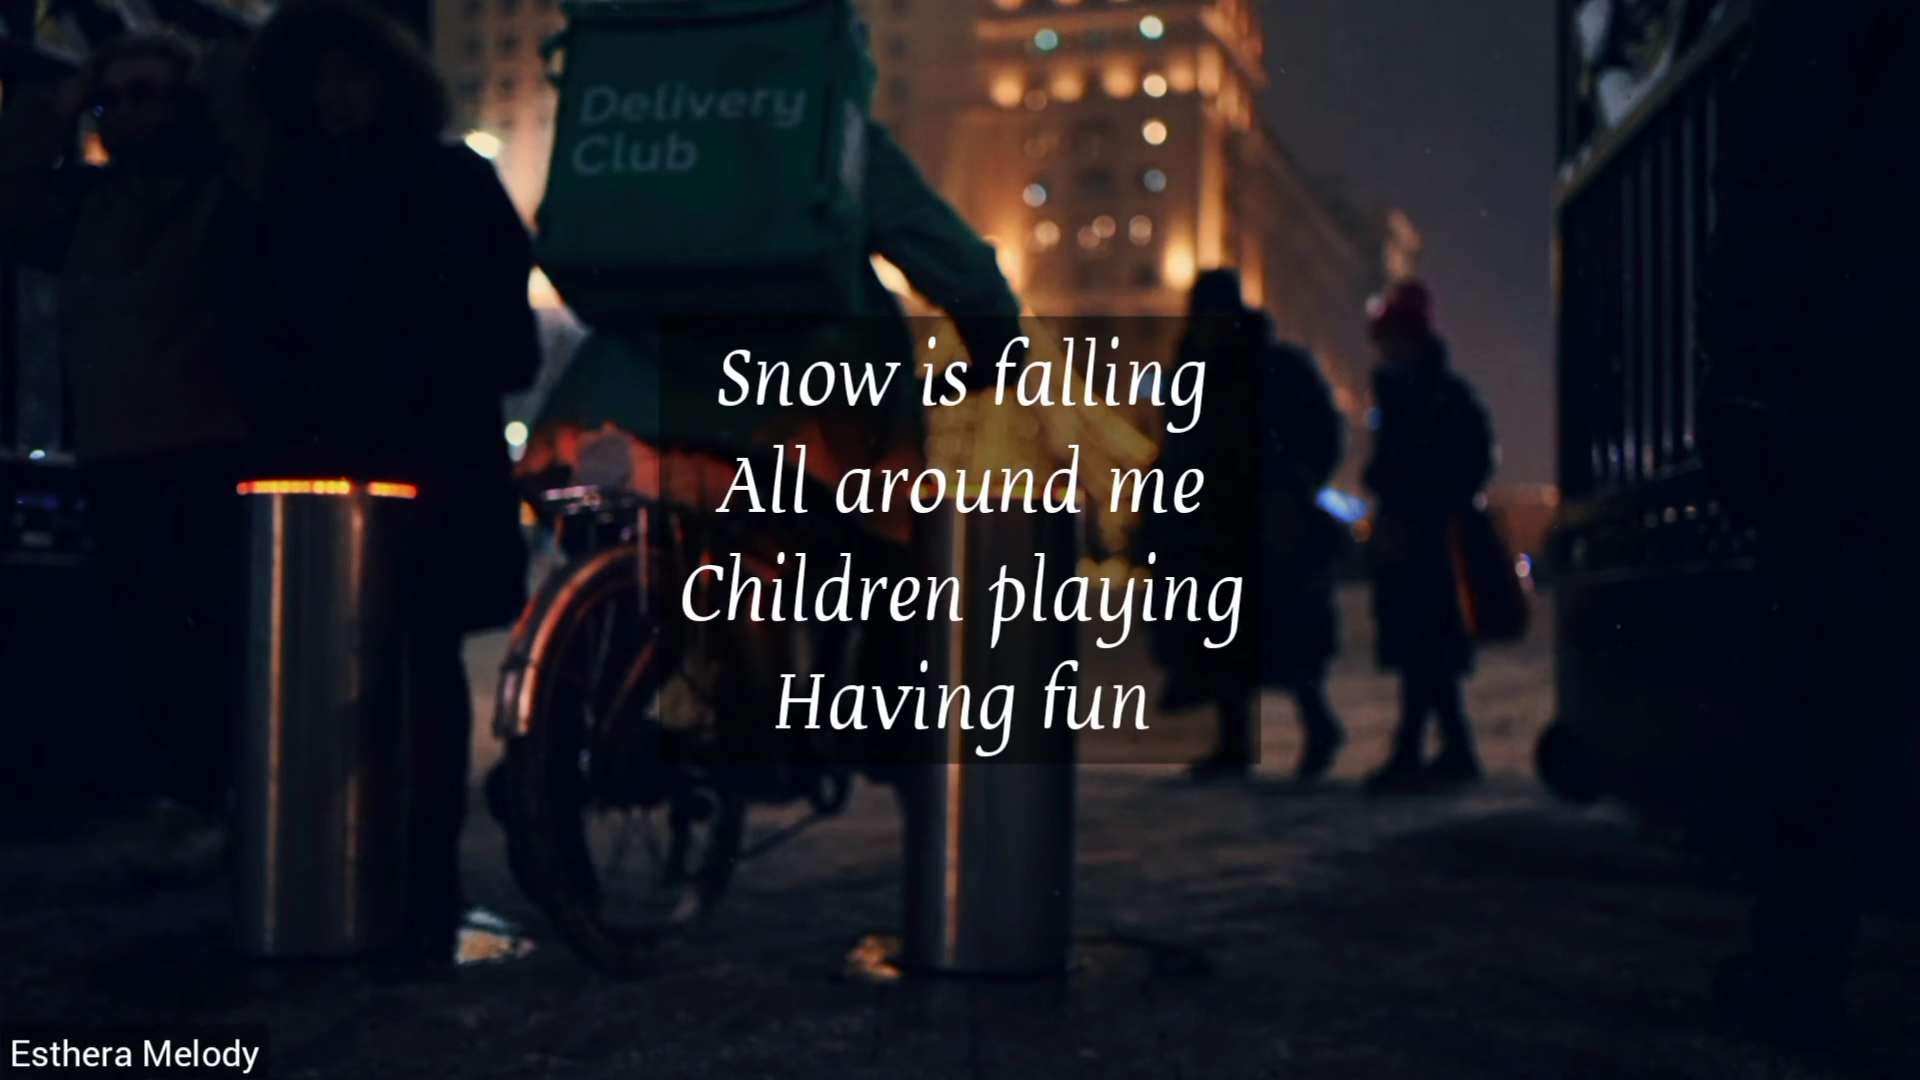 Delivery
Club
Snow is falling
All around me
Children playing
Having fun
Esthera Melody